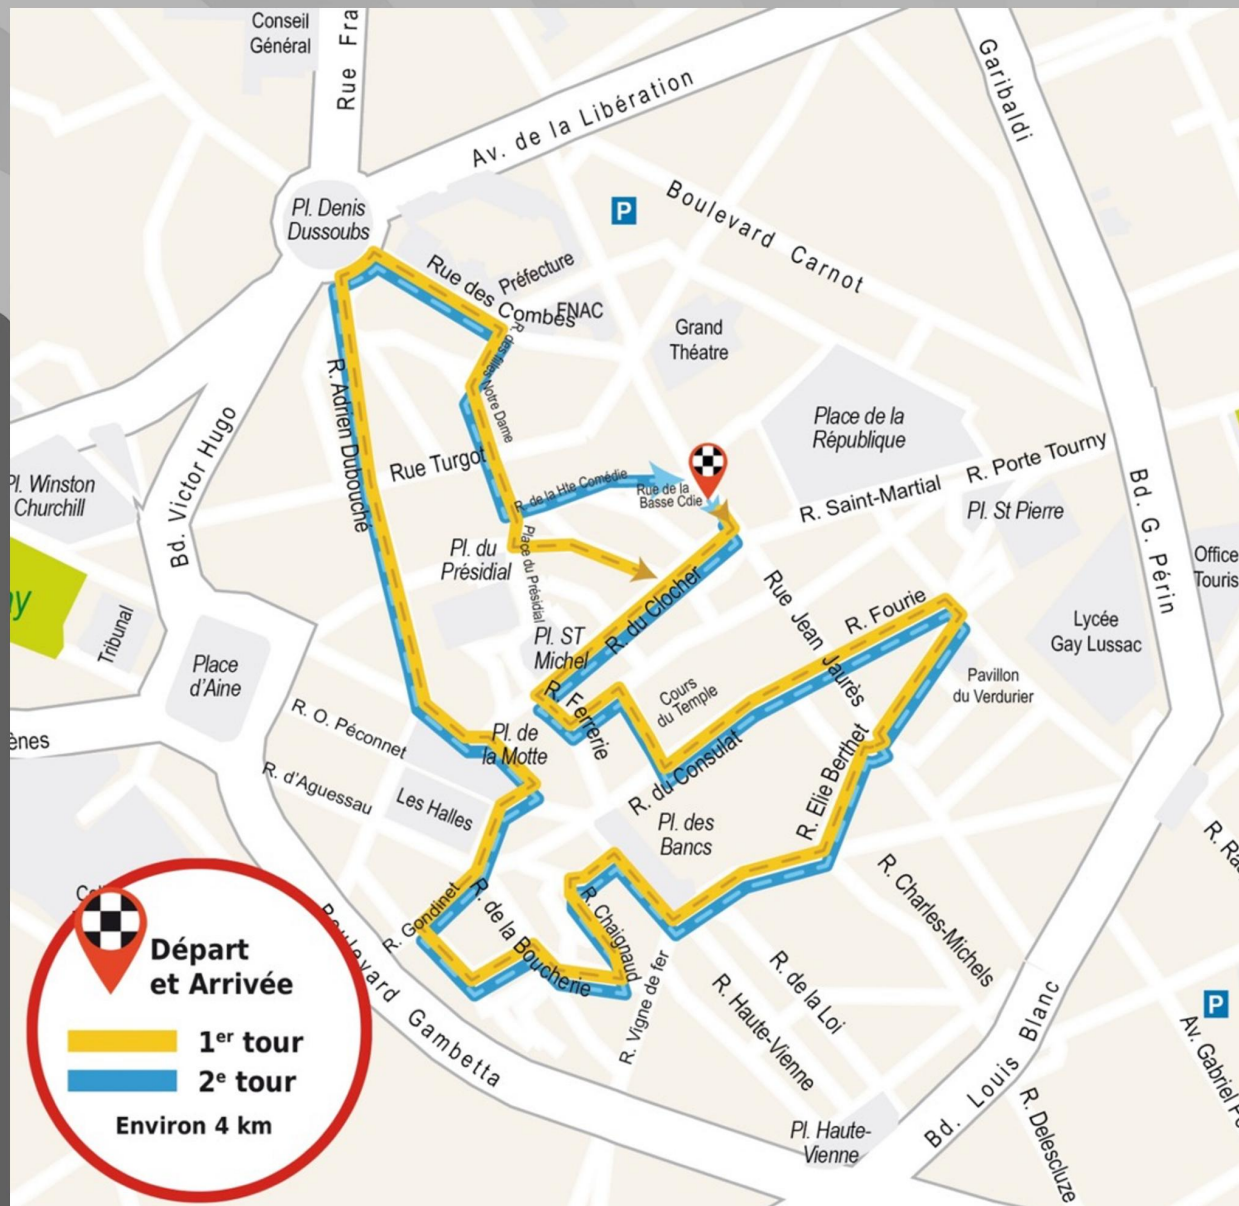 Conseil
Général
Rue Fra
Av. de la Libération
Garibaldi
Pl. Denis
Dussoubs
P
Boulevard Carnot
Préfecture
Rue des Combes
FNAC
Grand
Théatre
R. des filles
Notre Dame
R. Adrien Dubouché
Place de la
République
Bd. Victor Hugo
Rue Turgot
R. Porte Tourny
Pl. Winston
Churchill
R. de la Hte Comédie
Rue de la
Basse Cdie
R. Saint-Martial
Pl. St Pierre
Bd. G. Périn
Place du Présidial
Pl. du
Présidial
Office
Touris
Tribunal
Rue Jean Jaurès
R. Fourie
Lycée
Gay Lussac
Pl. ST
Michel
R. du Clocher
Place
d'Aine
Pavillon
du Verdurier
Cours
du Temple
R. Ferrerie
R. O. Péconnet
Pl. de
la Motte
ènes
R. d'Aguessau
Les Halles
R. du Consulat
R. Elie Berthet
Pl. des
Bancs
R. Gondinet
R. de la Boucherie
R. Chaignaud
R. Charles-Michels
R. Vigne de fer
R. Haute-Vienne
R. de la Loi
Boulevard Gambetta
P
Av. Gabriel
Bd. Louis Blanc
R. Delescluze
Pl. Haute-
Vienne
Départ
et Arrivée
1er tour
2e tour
Environ 4 km